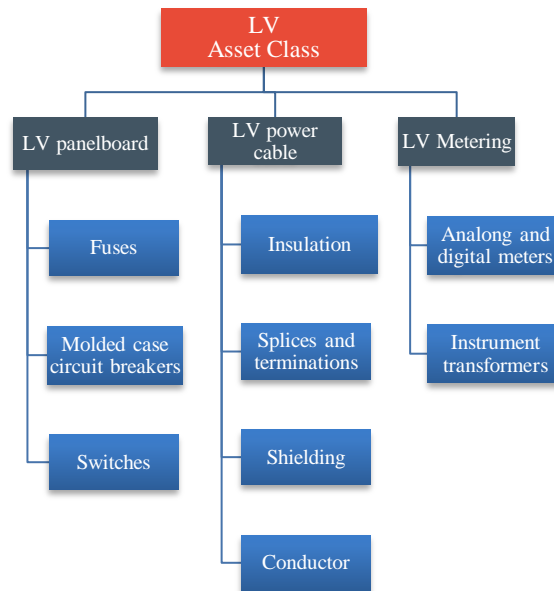 LV
Asset Class
LV panelboard
LV power
cable
LV Metering
Fuses
Molded case
circuit breakers
Switches
Insulation
Splices and
terminations
Shielding
Conductor
Analong and
digital meters
Instrument
transformers